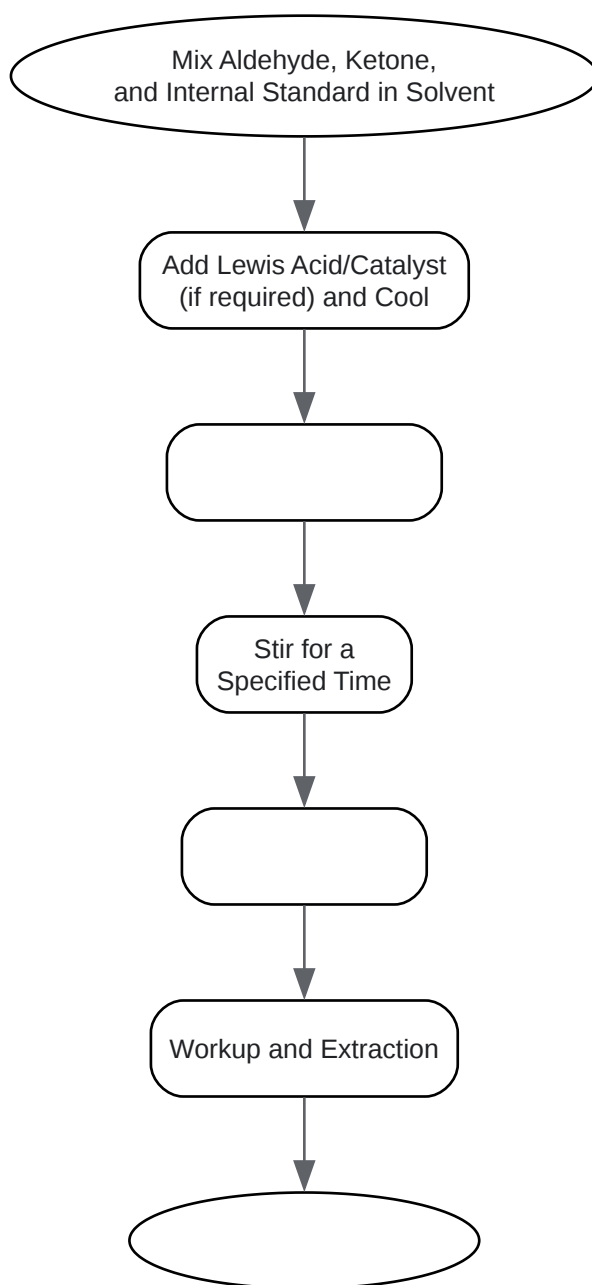 Mix Aldehyde, Ketone,
and Internal Standard in Solvent
Add Lewis Acid/Catalyst
(if required) and Cool
Stir for a
Specified Time
Workup and Extraction